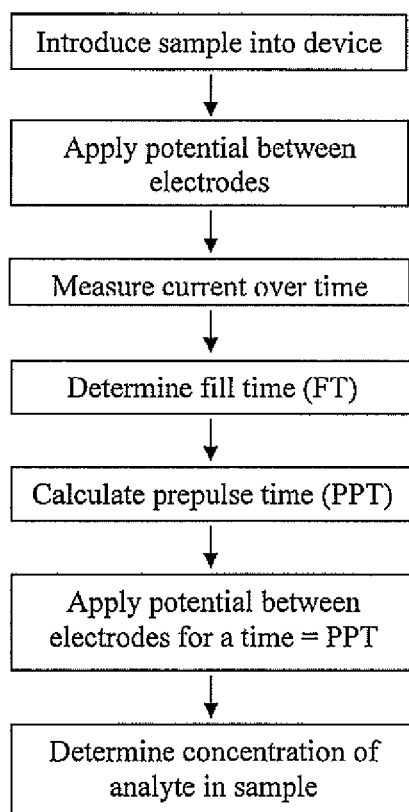 Introduce sample into device
Apply potential between
electrodes
Measure current over time
Determine fill time (FT)
Calculate prepulse time (PPT)
Apply potential between
electrodes for a time = PPT
Determine concentration of
analyte in sample